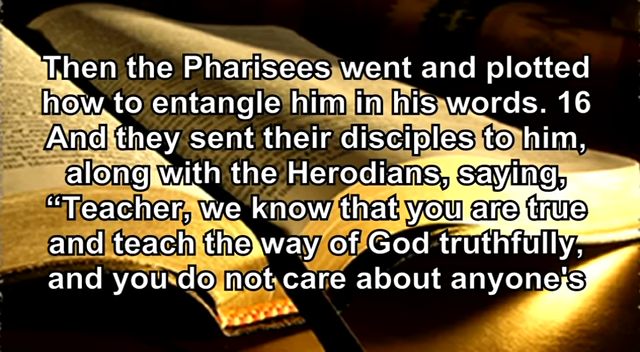 Then the Pharisees went and plotted
how to entangle him in his words. 16
And they sent their disciples to him,
along with the Herodians, saying,
“Teacher, we know that you are true
and teach the way of God truthfully,
and you do not care about anyone's